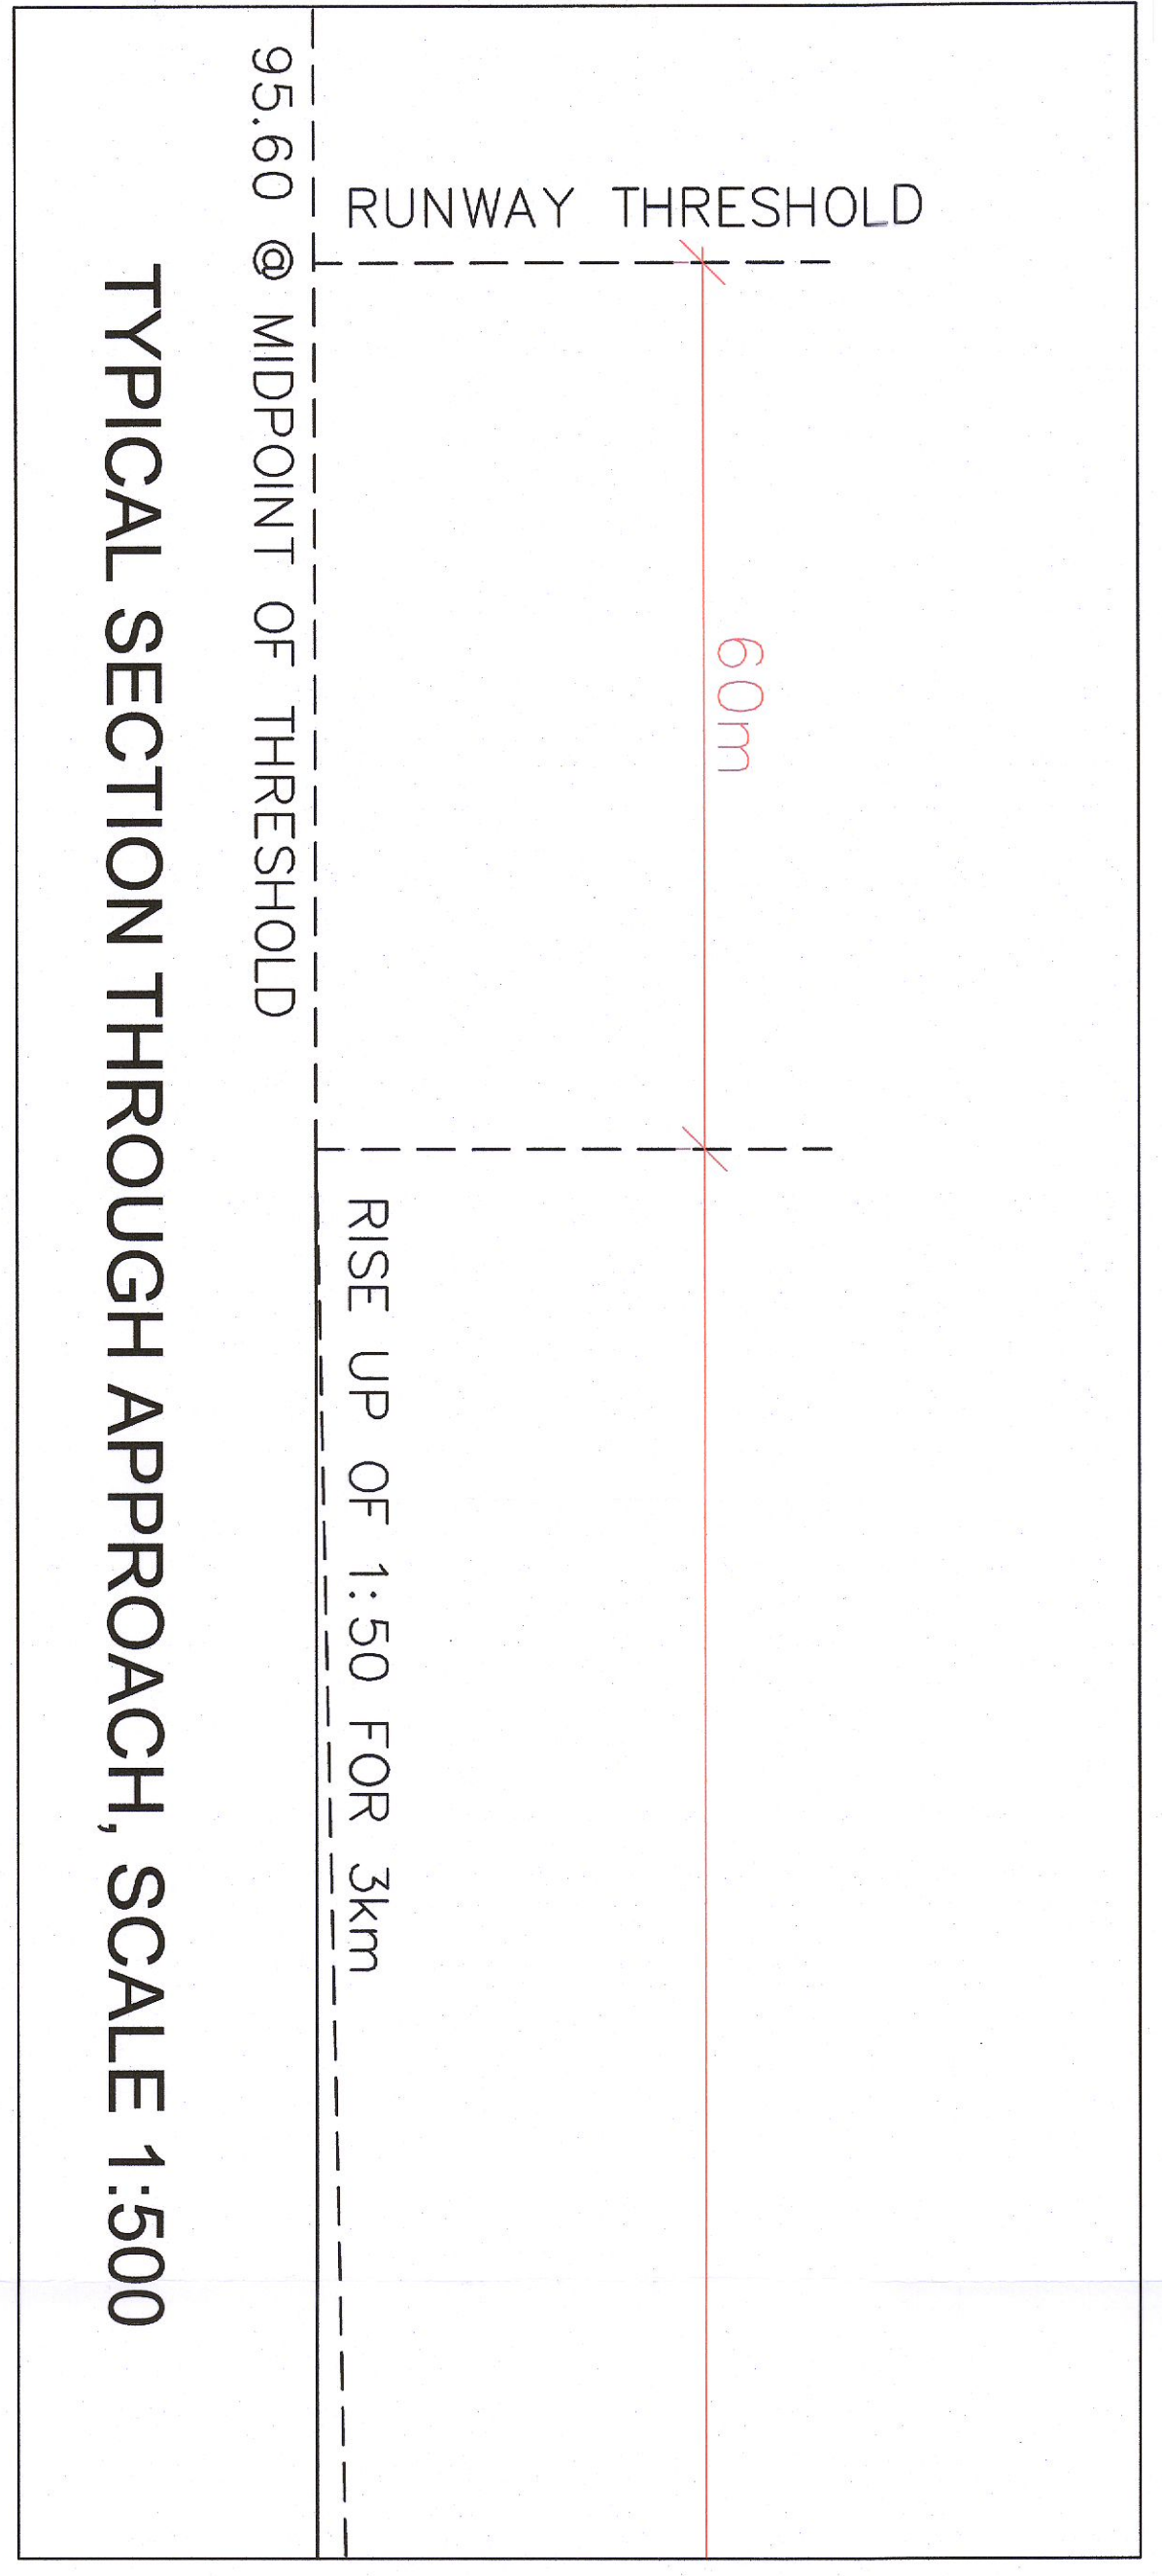 RUNWAY THRESHOLD
60m
RISE UP OF 1:50 FOR 3km
95.60 @ MIDPOINT OF THRESHOLD
TYPICAL SECTION THROUGH APPROACH, SCALE 1:500